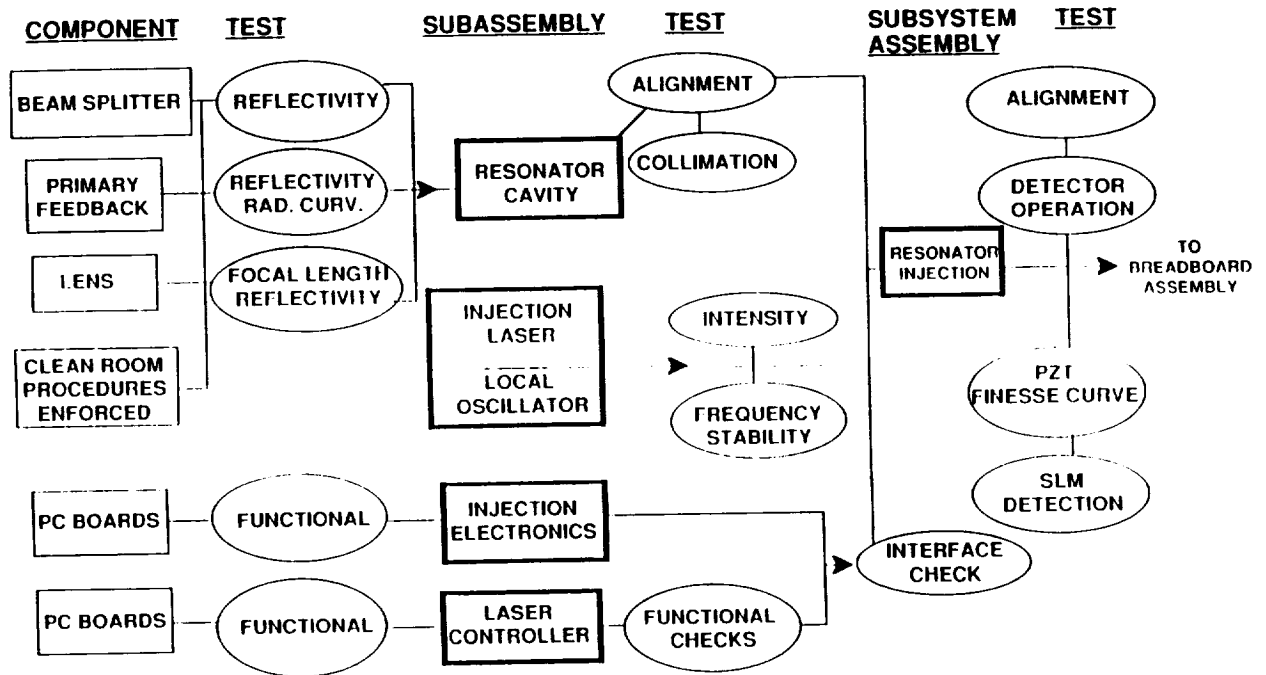 COMPONENT
TEST
SUBASSEMBLY
TEST
SUBSYSTEM
ASSEMBLY
TEST
BEAM SPLITTER
REFLECTIVITY
ALIGNMENT
COLLIMATION
ALIGNMENT
PRIMARY
FEEDBACK
REFLECTIVITY
RAD. CURV.
RESONATOR
CAVITY
DETECTOR
OPERATION
LENS
FOCAL LENGTH
REFLECTIVITY
RESONATOR
INJECTION
TO
BREADBOARD
ASSEMBLY
INJECTION
LASER
LOCAL
OSCILLATOR
INTENSITY
FREQUENCY
STABILITY
CLEAN ROOM
PROCEDURES
ENFORCED
PZT
FINESSE CURVE
SLM
DETECTION
PC BOARDS
FUNCTIONAL
INJECTION
ELECTRONICS
INTERFACE
CHECK
PC BOARDS
FUNCTIONAL
LASER
CONTROLLER
FUNCTIONAL
CHECKS